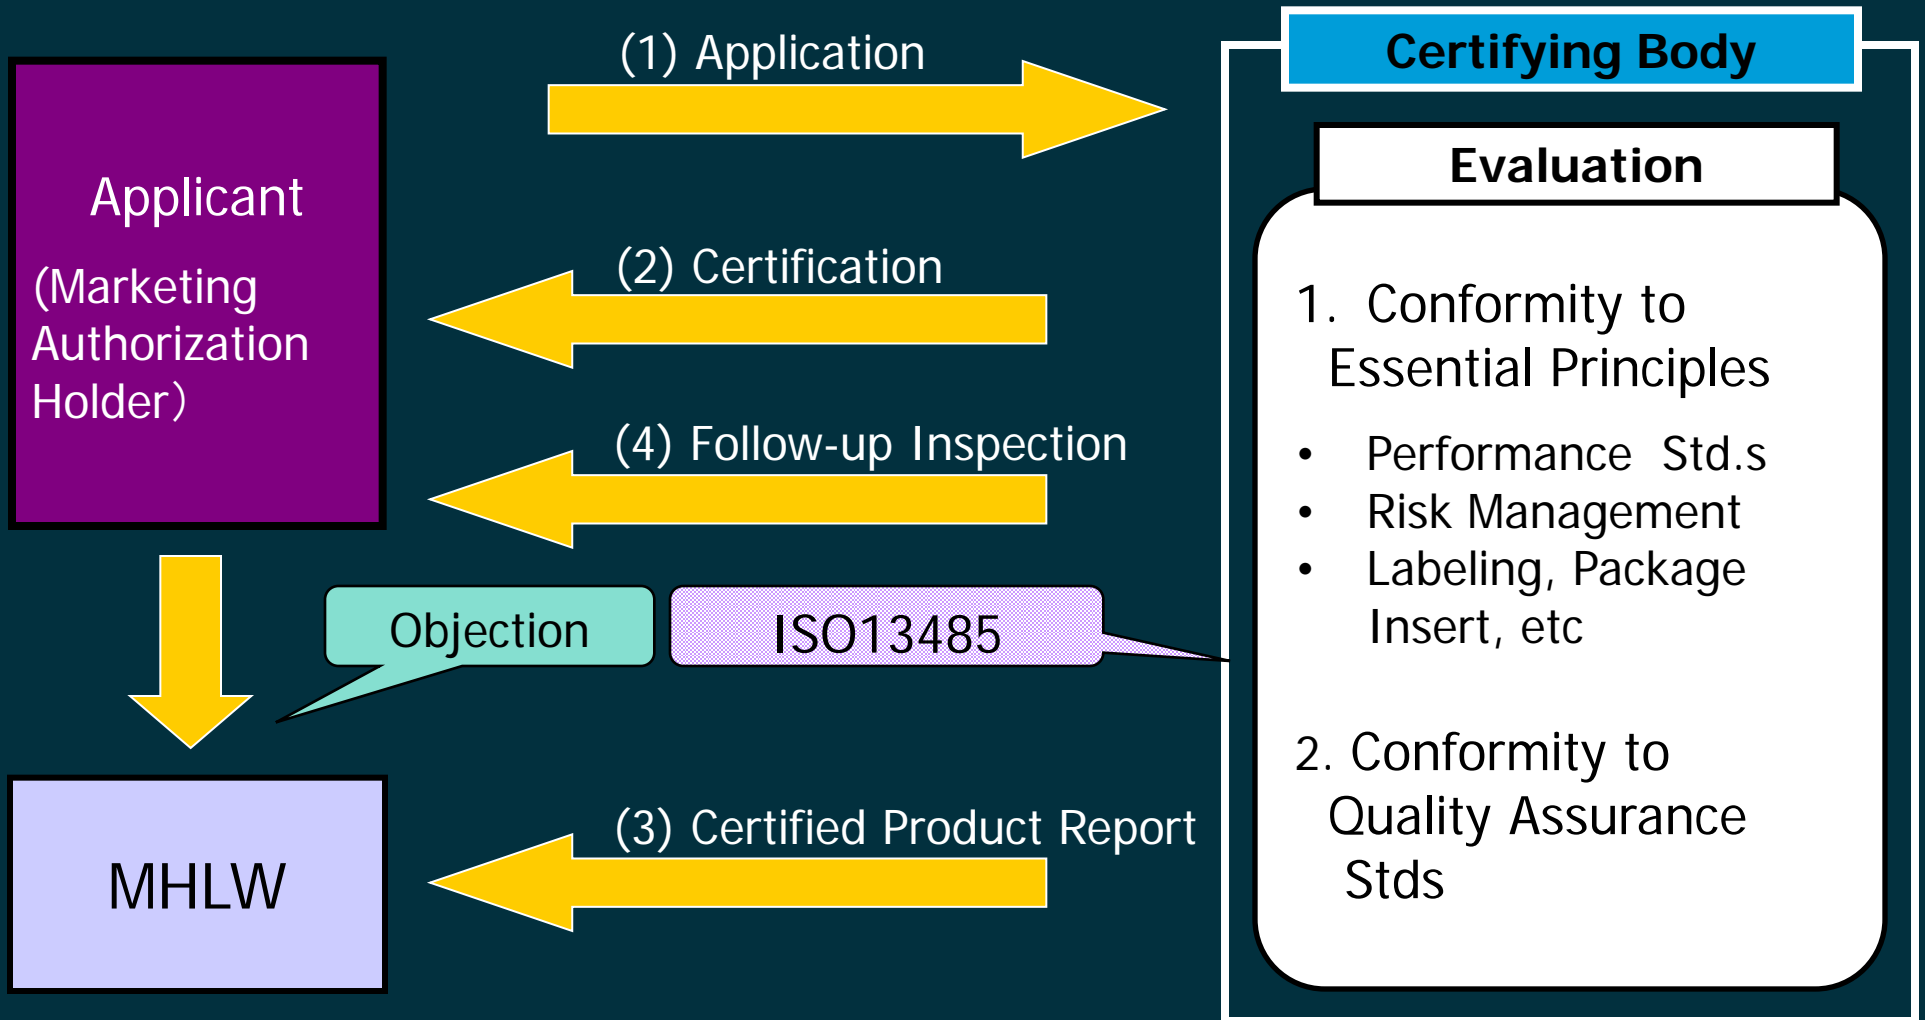 (1) Application
Certifying Body
Evaluation
Applicant
(Marketing
Authorization
Holder）
(2) Certification
(4) Follow-up Inspection
Objection
ISO13485
(3) Certified Product Report
MHLW
1. Conformity to
Essential Principles
• Performance Std.s
• Risk Management
• Labeling, Package
Insert, etc
2. Conformity to
Quality Assurance
Stds